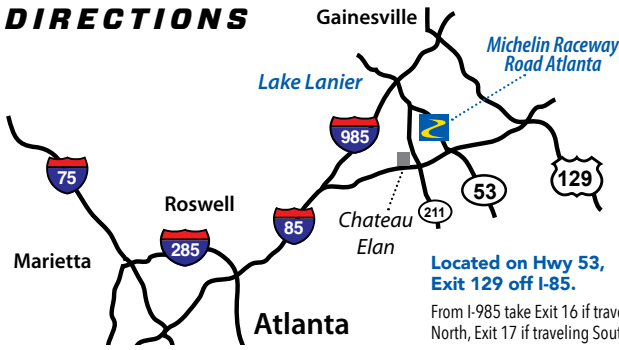 DIRECTIONS
Gainesville
Michelin Raceway
Road Atlanta
Lake Lanier
985
75
129
53
Roswell
211
85
Chateau
Elan
285
Marietta
Located on Hwy 53,
Exit 129 off I-85.
From I-985 take Exit 16 if
North, Exit 17 if traveling
Atlanta